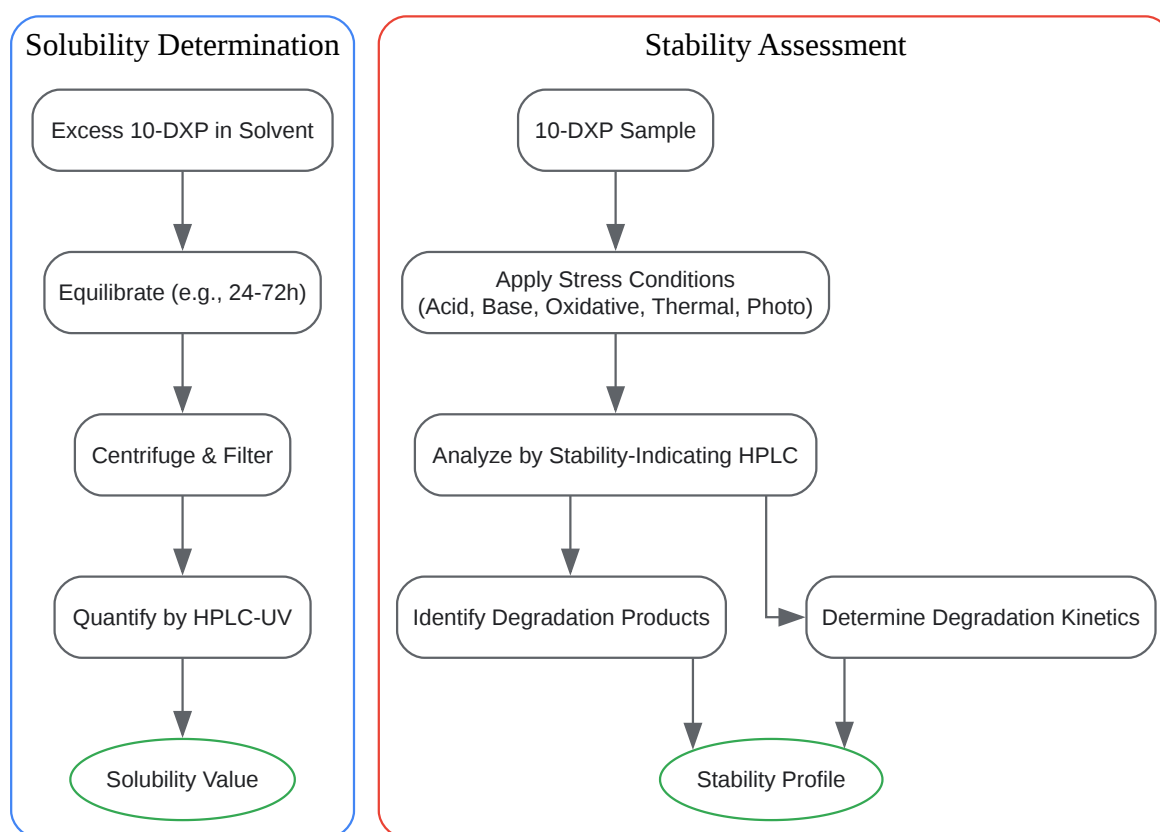 Solubility Determination
Excess 10-DXP in Solvent
Equilibrate (e.g., 24-72h)
Centrifuge & Filter
Quantify by HPLC-UV
Solubility Value
Stability Assessment
10-DXP Sample
Apply Stress Conditions
(Acid, Base, Oxidative, Thermal, Photo)
Analyze by Stability-Indicating HPLC
Identify Degradation Products
Determine Degradation Kinetics
Stability Profile